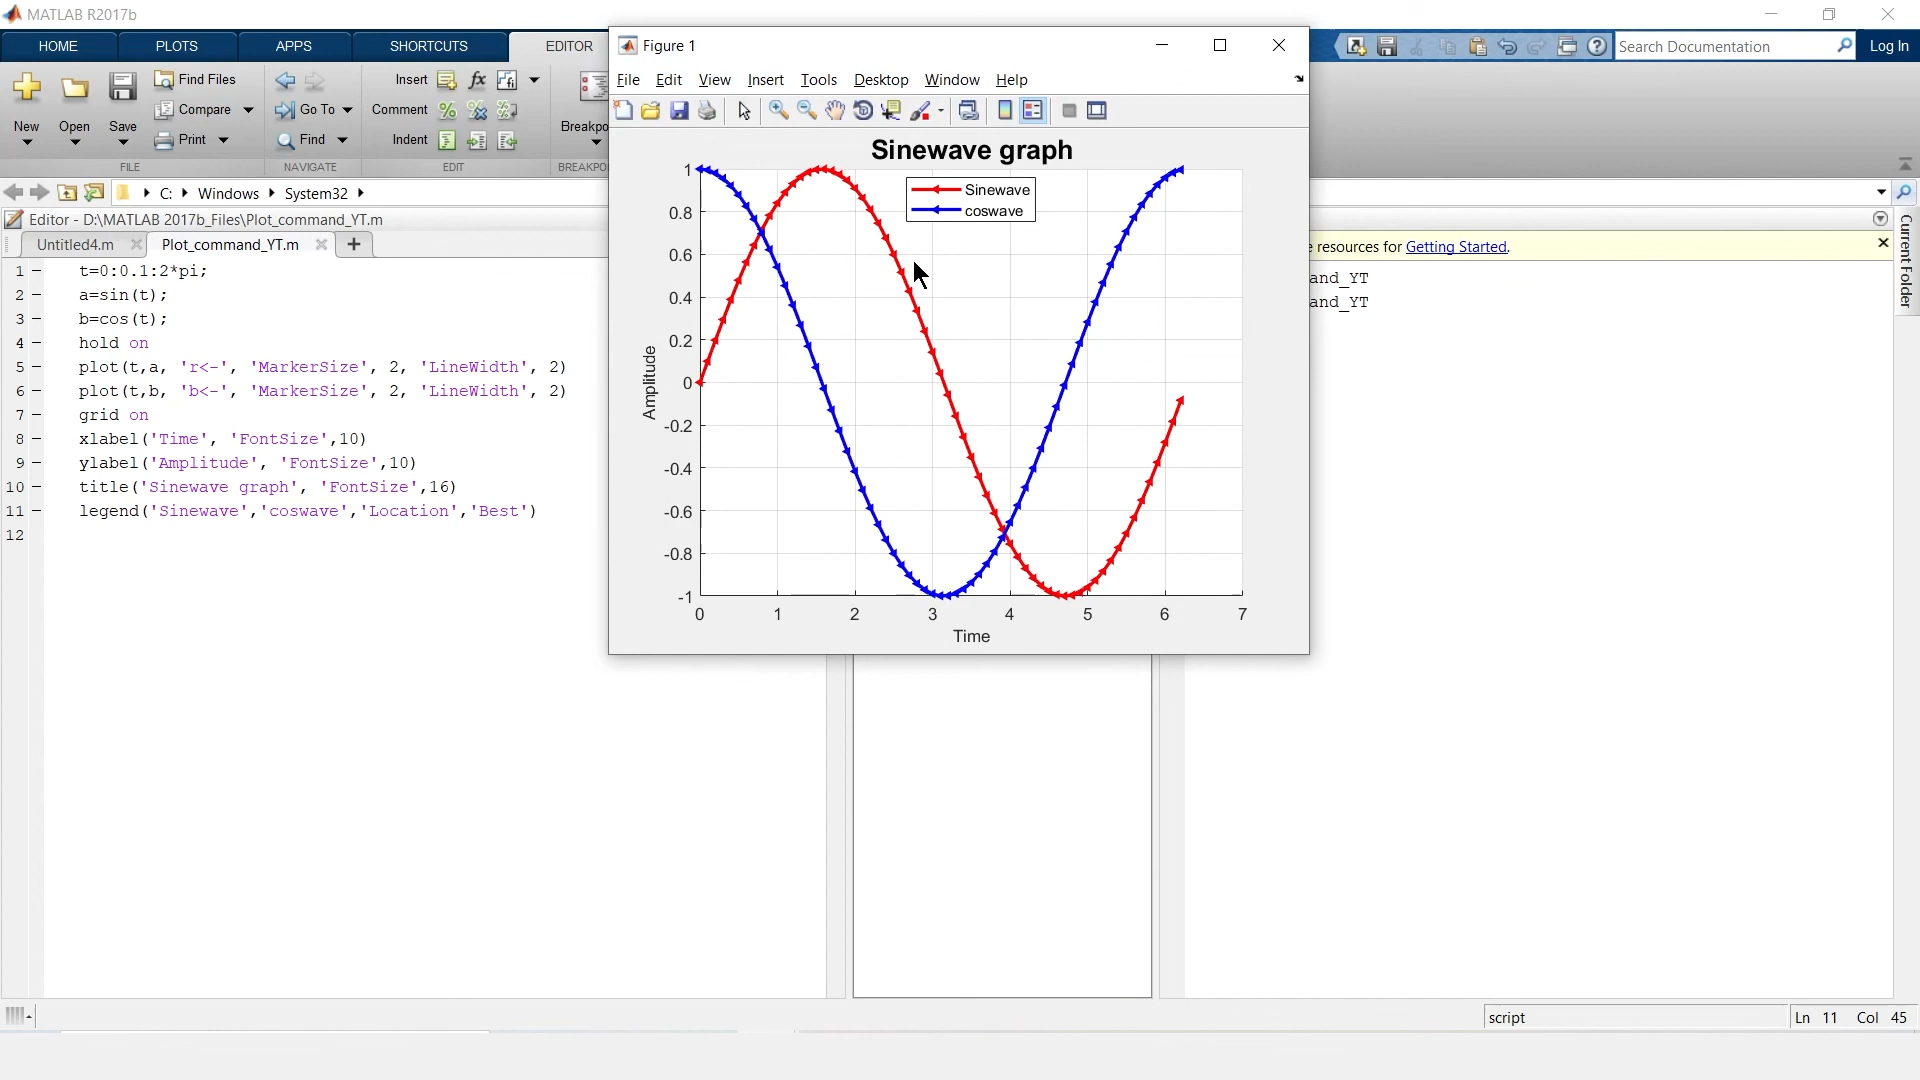 MATLAB R2017b
HOME PLOTS APPS SHORTCUTS EDITOR
Search Documentation Log In
New Open Save
Find Files
Compare
Print
FILE
Go To
Find
NAVIGATE
Insert
Comment
Indent
EDIT
BREAKPO
C: Windows System32
Editor - D:\MATLAB 2017b_Files\Plot_command_YT.m
Untitled4.m Plot_command_YT.m
1 t=0:0.1:2*pi;
2 a=sin(t);
3 b=cos(t);
4 hold on
5 plot(t,a, 'r<-', 'MarkerSize', 2, 'LineWidth', 2)
6 plot(t,b, 'b<-', 'MarkerSize', 2, 'LineWidth', 2)
7 grid on
8 xlabel('Time', 'FontSize',10)
9 ylabel('Amplitude', 'FontSize',10)
10 title('Sinewave graph', 'FontSize',16)
11 legend('Sinewave','coswave','Location','Best')
12
Figure 1
File Edit View Insert Tools Desktop Window Help
Breakpo
Sinewave graph
Sinewave
coswave
1
0.8
0.6
0.4
0.2
0
-0.2
-0.4
-0.6
-0.8
-1
Amplitude
0 1 2 3 4 5 6 7
Time
e resources for Getting Started.
and_YT
and_YT
Current Folder
script Ln 11 Col 45